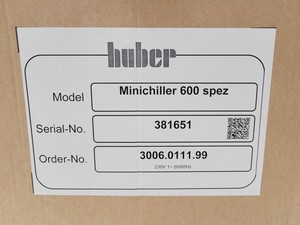 huber
Model Minichiller 600 spez
Serial-No. 381651
Order-No. 3006.0111.99
230V 1~ 50/60Hz